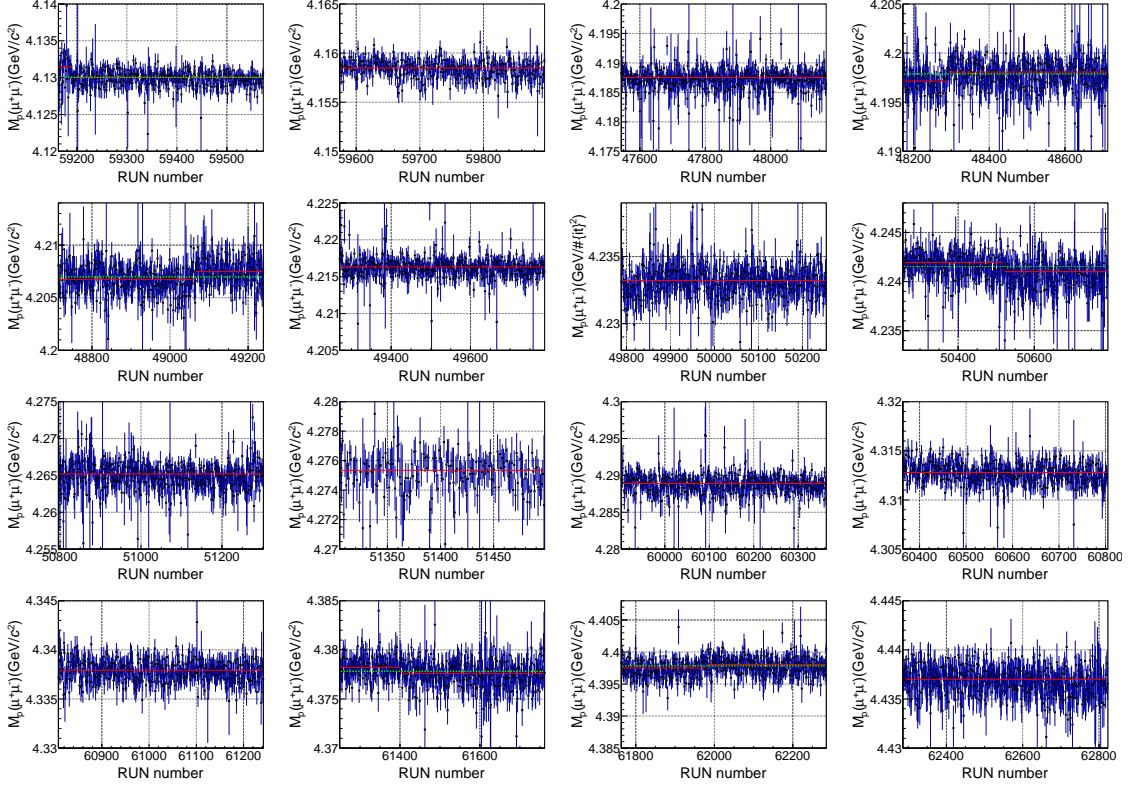 4.14
4.135
4.13
4.125
4.12
M_p(μ⁺μ⁻)(GeV/c²)
59200 59300 59400 59500
RUN number
4.165
4.16
4.155
4.15
M_p(μ⁺μ⁻)(GeV/c²)
59600 59700 59800
RUN number
4.195
4.19
4.185
4.18
4.175
M_p(μ⁺μ⁻)(GeV/c²)
47600 47800 48000
RUN number
4.205
4.2
4.195
4.19
M_p(μ⁺μ⁻)(GeV/c²)
48200 48400 48600
RUN Number
4.21
4.205
4.2
M_p(μ⁺μ⁻)(GeV/c²)
48800 49000 49200
RUN number
4.225
4.22
4.215
4.21
4.205
M_p(μ⁺μ⁻)(GeV/c²)
49400 49600
RUN number
4.235
4.23
M_p(μ⁺μ⁻)(GeV/#{it}²)
49800 49900 50000 50100 50200
RUN number
4.245
4.24
4.235
M_p(μ⁺μ⁻)(GeV/c²)
50400 50600
RUN number
4.275
4.27
4.265
4.26
4.255
M_p(μ⁺μ⁻)(GeV/c²)
50800 51000 51200
RUN number
4.28
4.278
4.276
4.274
4.272
4.27
M_p(μ⁺μ⁻)(GeV/c²)
51350 51400 51450
RUN number
4.3
4.295
4.29
4.285
4.28
M_p(μ⁺μ⁻)(GeV/c²)
60000 60100 60200 60300
RUN number
4.32
4.315
4.31
4.305
M_p(μ⁺μ⁻)(GeV/c²)
60400 60500 60600 60700 60800
RUN number
4.345
4.34
4.335
4.33
M_p(μ⁺μ⁻)(GeV/c²)
60900 61000 61100 61200
RUN number
4.385
4.38
4.375
4.37
M_p(μ⁺μ⁻)(GeV/c²)
61400 61600
RUN number
4.405
4.4
4.395
4.39
4.385
M_p(μ⁺μ⁻)(GeV/c²)
61800 62000 62200
RUN number
4.445
4.44
4.435
4.43
M_p(μ⁺μ⁻)(GeV/c²)
62400 62600 62800
RUN number